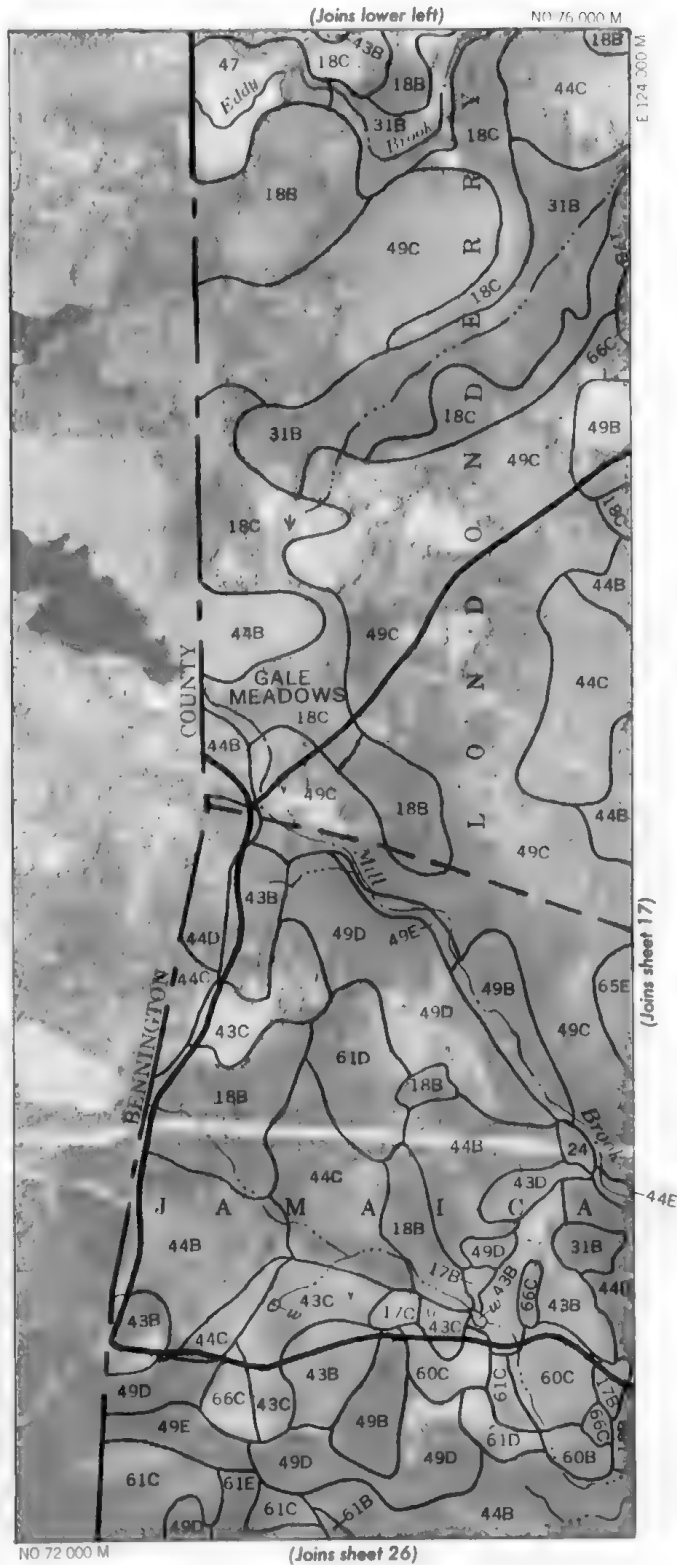 (Joins lower left)
NO 76 000 M
E 124 000 M
47
18C
43B
18B
18B
44C
Eddy
31B
Brook
18C
18B
31B
49C
18C
66C
31B
18C
49B
49C
18C
18C
44B
44B
49C
44C
GALE
MEADOWS
18C
COUNTY
44B
49C
18B
44B
49C
LONDONDERRY
Mill
43B
49D
49E
44D
44C
49B
65E
43C
49D
49C
61D
BENNINGTON
18B
18B
Brook
44B
24
44C
43D
44E
JAMAICA
18B
44B
49D
31B
17B
43B
44D
43C
66C
43B
w
17C
w
43B
43C
44C
43B
60C
61C
60C
17B
49D
66C
43C
49B
66C
18B
49E
61D
60B
49D
49D
61C
61E
61C
61B
44B
49D
(Joins sheet 17)
NO 72 000 M
(Joins sheet 26)